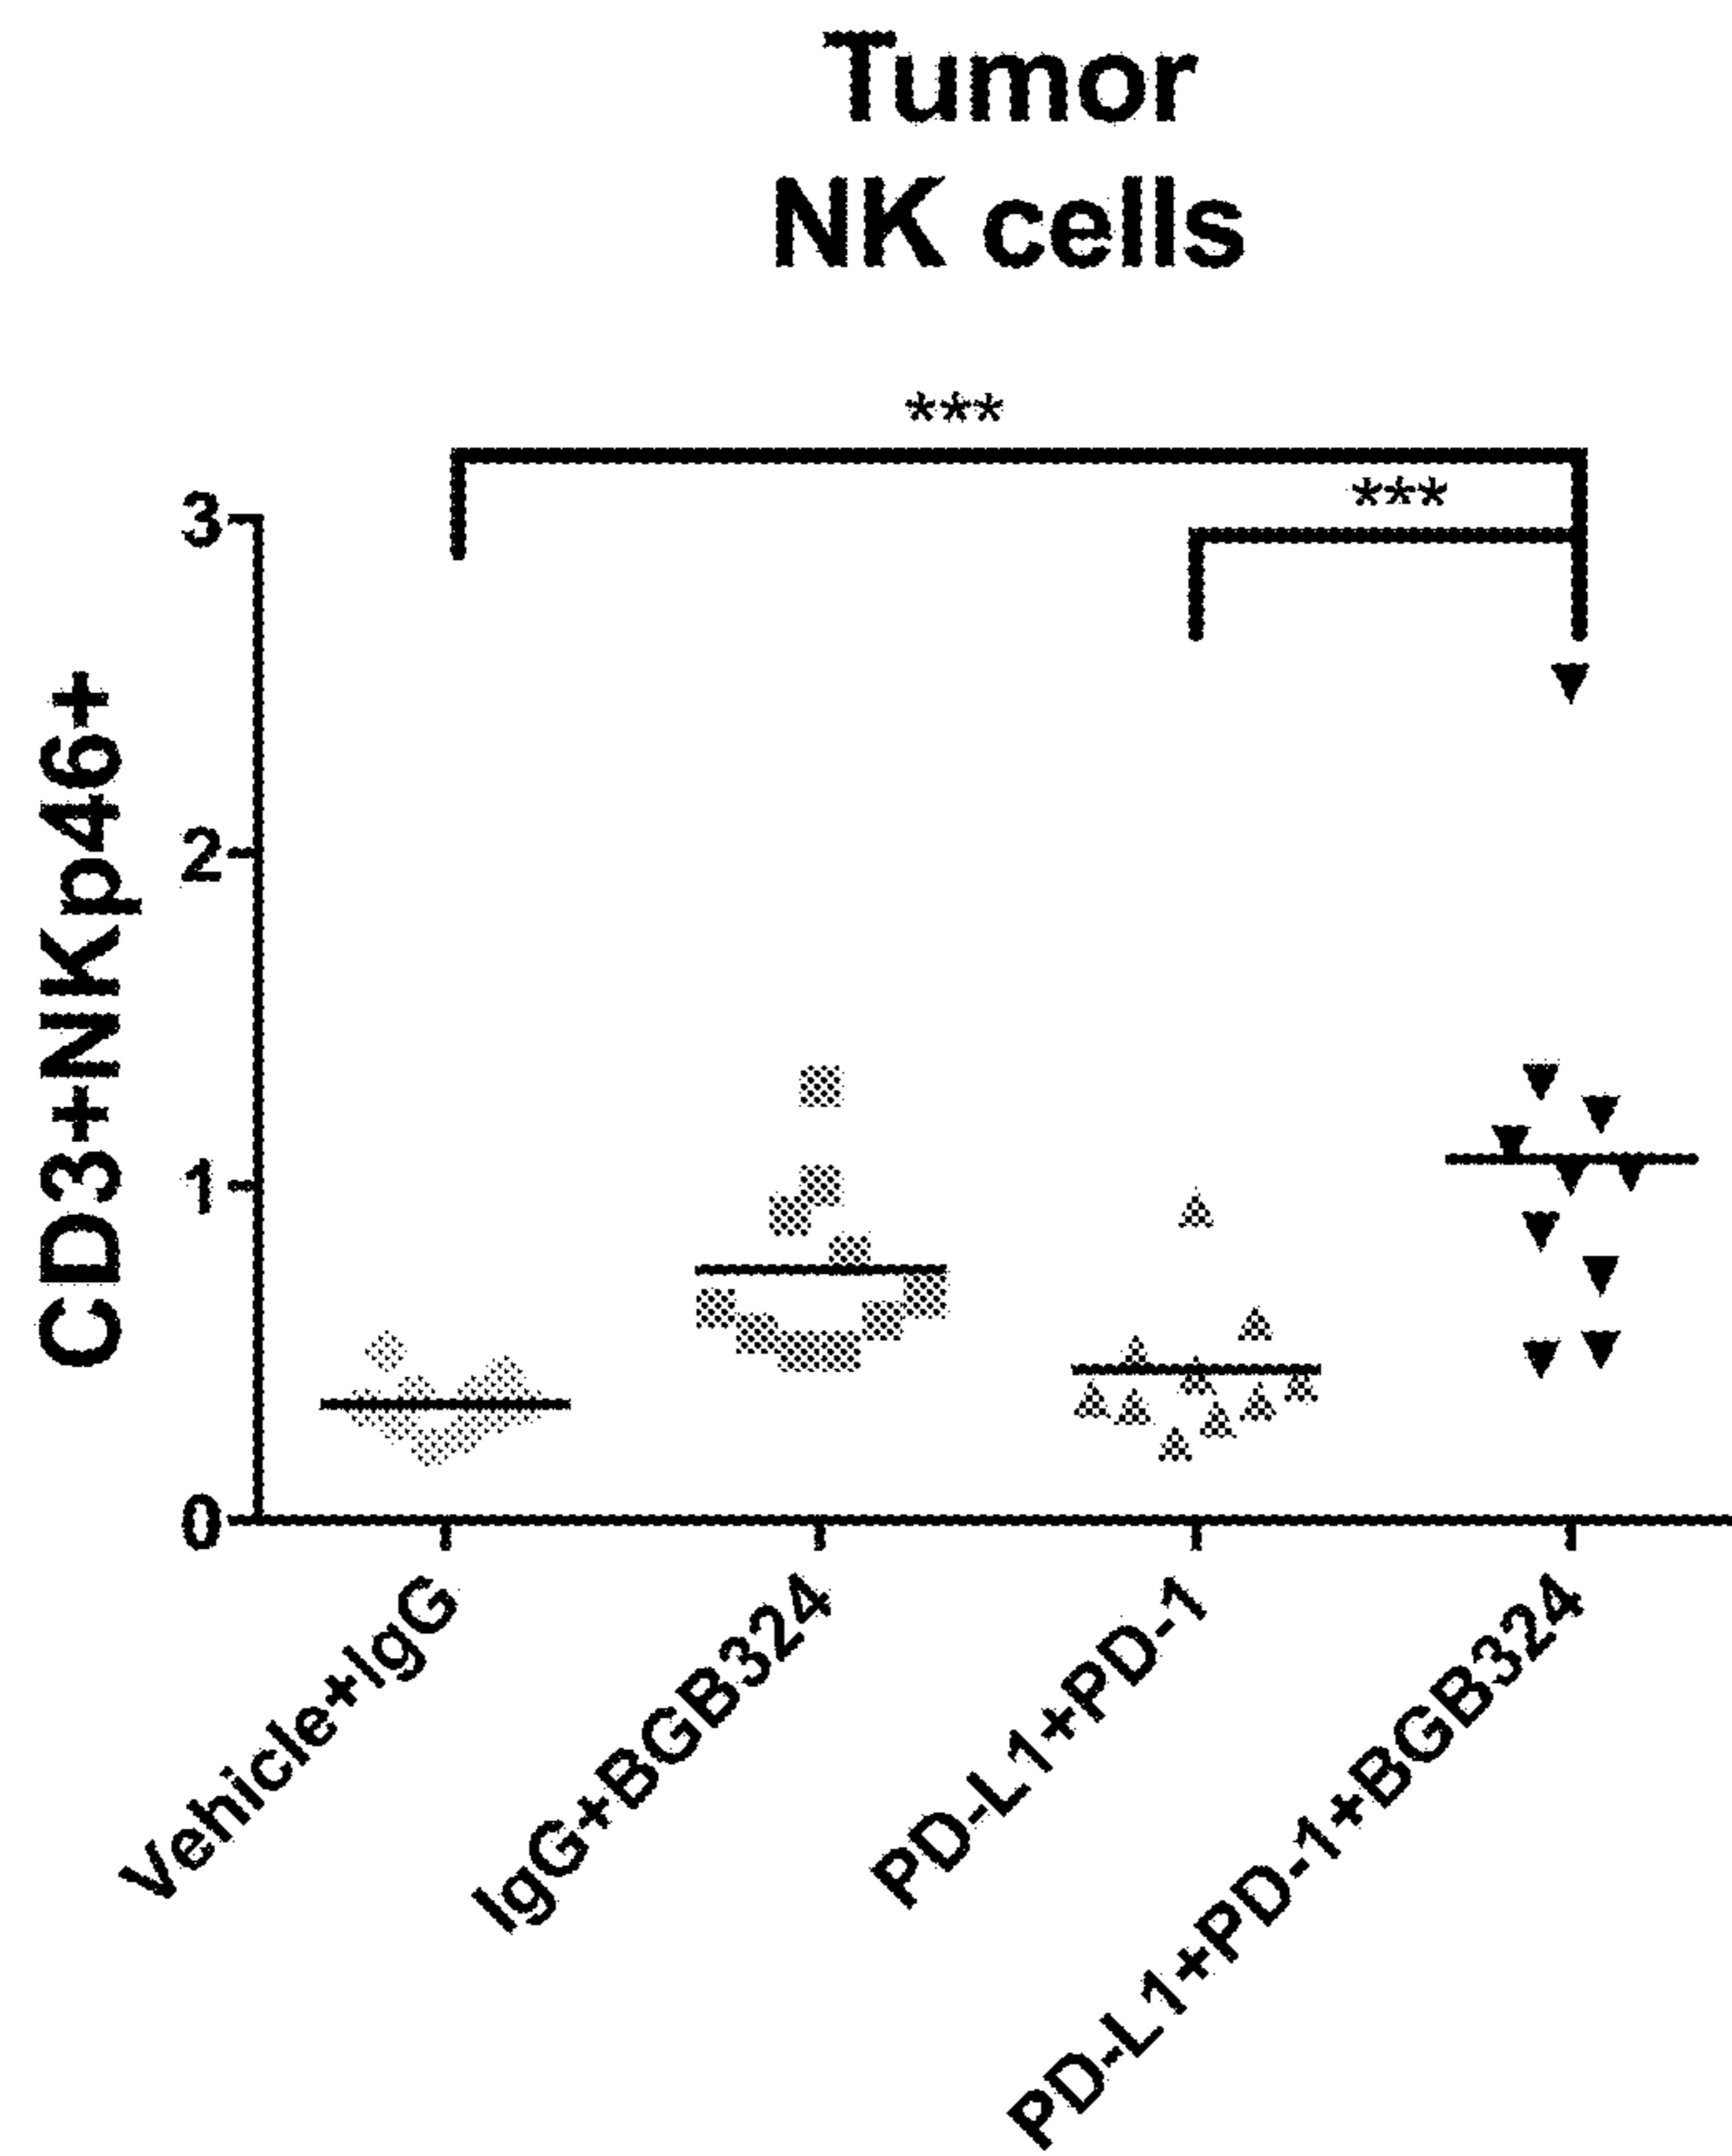 Tumor
NK cells
***
***
3
2
1
0
CD3+NKp46+
Vehicle+IgG
IgG+BGB324
PD-L1+PD-1
PD-L1+PD-1+BGB324